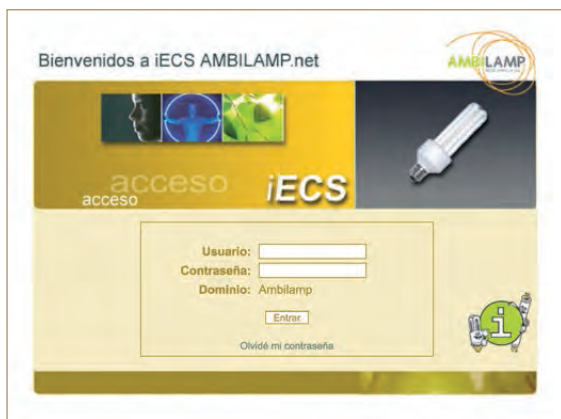 Bienvenidos a iECS AMBILAMP.net
AMBILAMP
acceso
acceso
iECS
Usuario:
Contraseña:
Dominio: Ambilamp
Entrar
Olvidé mi contraseña
i